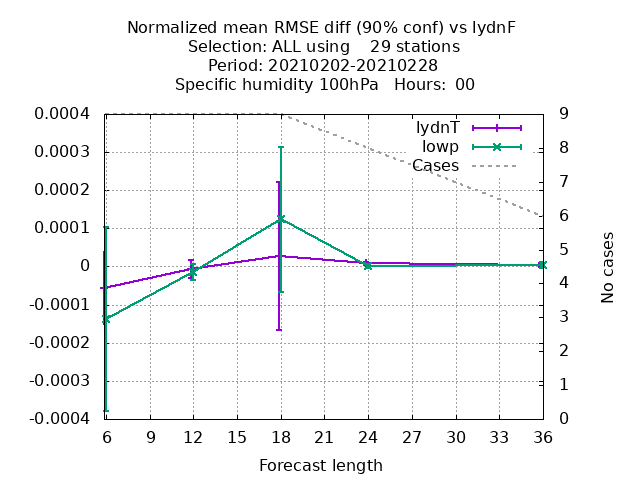 Normalized mean RMSE diff (90% conf) vs lydnF
Selection: ALL using    29 stations
Period: 20210202-20210228
Specific humidity 100hPa   Hours:  00
lydnT
lowp
Cases
0.0004
0.0003
0.0002
0.0001
0
-0.0001
-0.0002
-0.0003
-0.0004
9
8
7
6
5
4
3
2
1
0
No cases
6 9 12 15 18 21 24 27 30 33 36
Forecast length